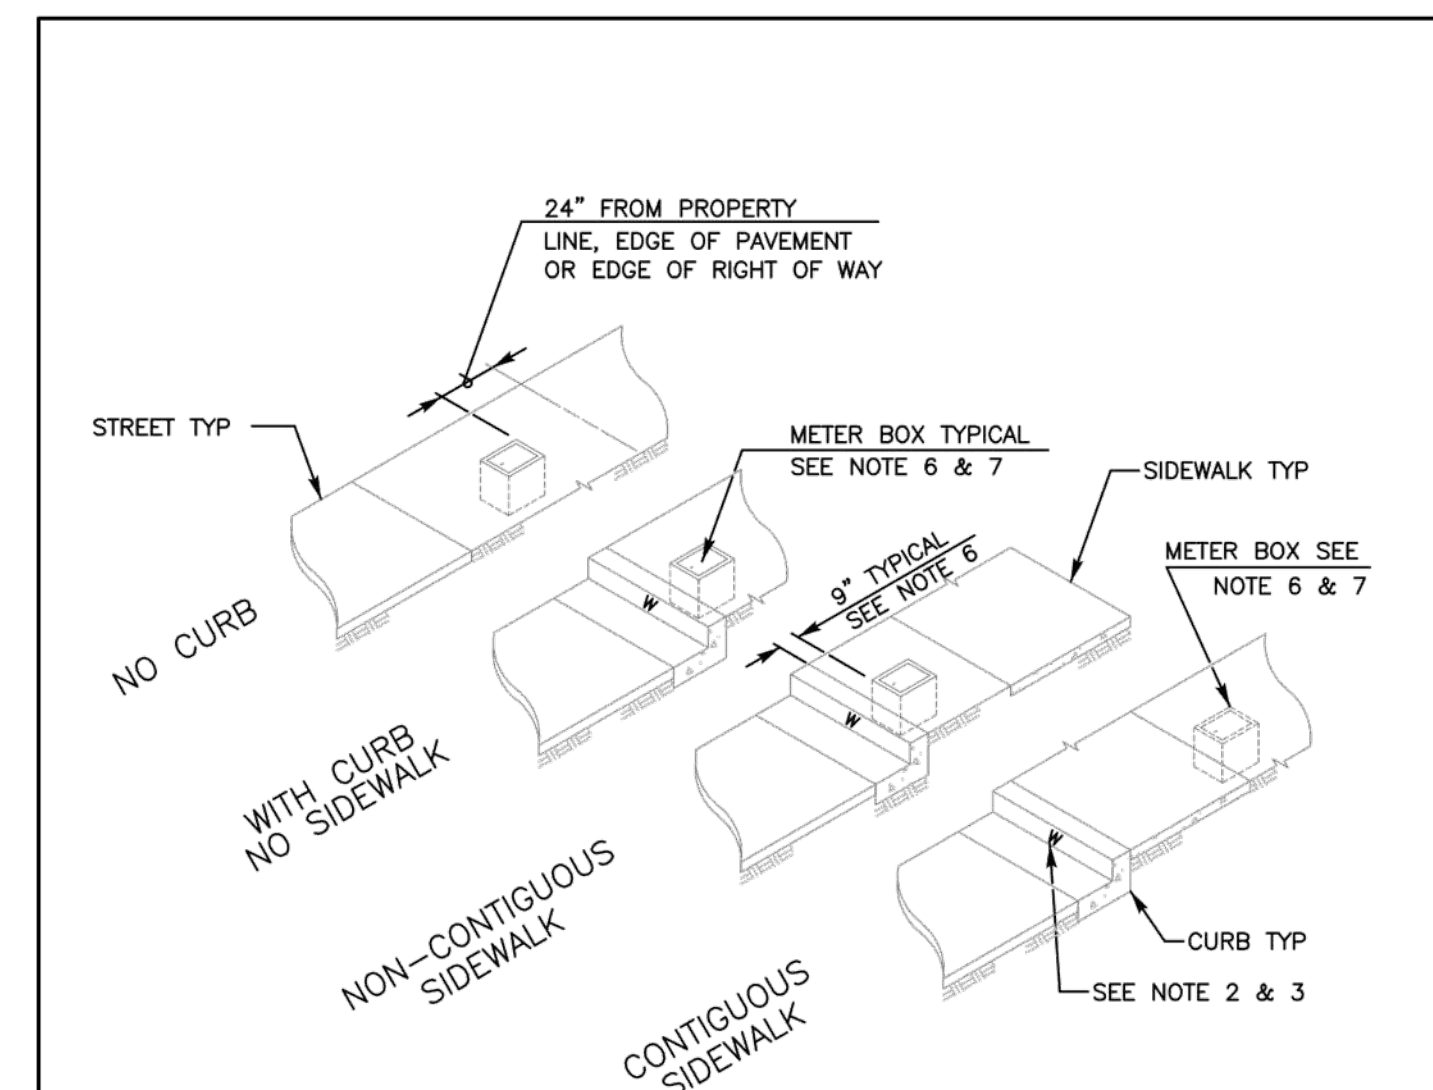 24" FROM PROPERTY
LINE, EDGE OF PAVEMENT
OR EDGE OF RIGHT OF WAY
STREET TYP
METER BOX TYPICAL
SEE NOTE 6 & 7
SIDEWALK TYP
9" TYPICAL
SEE NOTE 6
METER BOX SEE
NOTE 6 & 7
NO CURB
W
WITH CURB
NO SIDEWALK
W
NON-CONTIGUOUS
SIDEWALK
W
CURB TYP
SEE NOTE 2 & 3
CONTIGUOUS
SIDEWALK